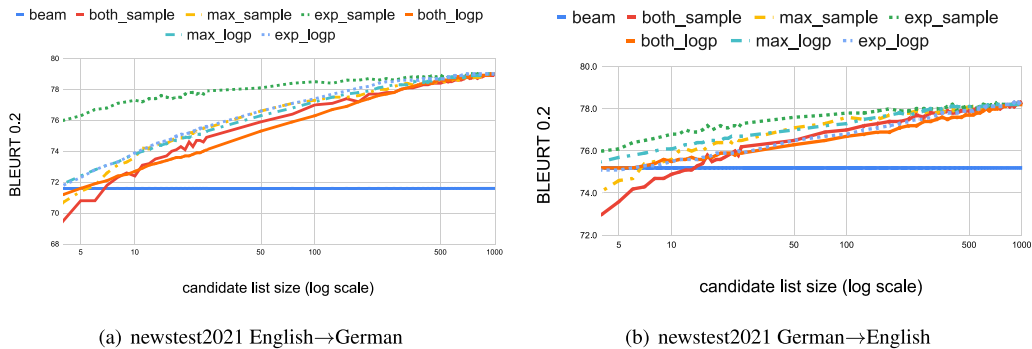 beam both_sample max_sample exp_sample both_logp
max_logp exp_logp
80
78
76
74
72
70
68
BLEURT 0.2
5 10 50 100 500 1000
candidate list size (log scale)
(a) newstest2021 English→German
beam both_sample max_sample exp_sample
both_logp max_logp exp_logp
80.0
78.0
76.0
74.0
72.0
BLEURT 0.2
5 10 50 100 500 1000
candidate list size (log scale)
(b) newstest2021 German→English